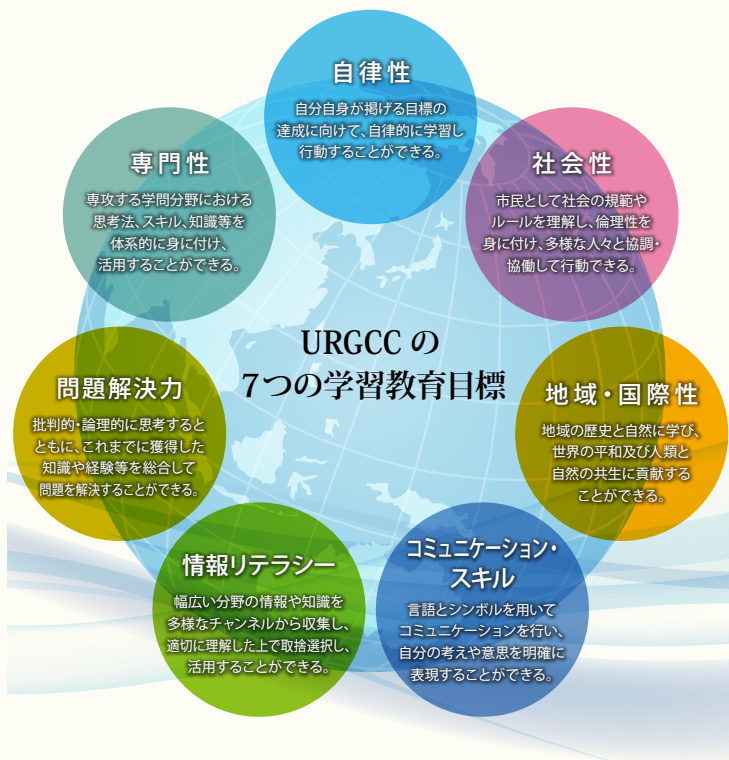 自律性
自分自身が掲げる目標の
達成に向けて、自律的に学習し
行動することができる。
社会性
市民として社会の規範や
ルールを理解し、倫理性を
身に付け、多様な人々と協調・
協働して行動できる。
地域・国際性
地域の歴史と自然に学び、
世界の平和及び人類と
自然の共生に貢献する
ことができる。
コミュニケーション・
スキル
言語とシンボルを用いて
コミュニケーションを行い、
自分の考えや意思を明確に
表現することができる。
情報リテラシー
幅広い分野の情報や知識を
多様なチャンネルから収集し、
適切に理解した上で取捨選択し、
活用することができる。
問題解決力
批判的・論理的に思考すると
ともに、これまでに獲得した
知識や経験等を総合して
問題を解決することができる。
専門性
専攻する学問分野における
思考法、スキル、知識等を
体系的に身に付け、
活用することができる。
URGCC の
7つの学習教育目標